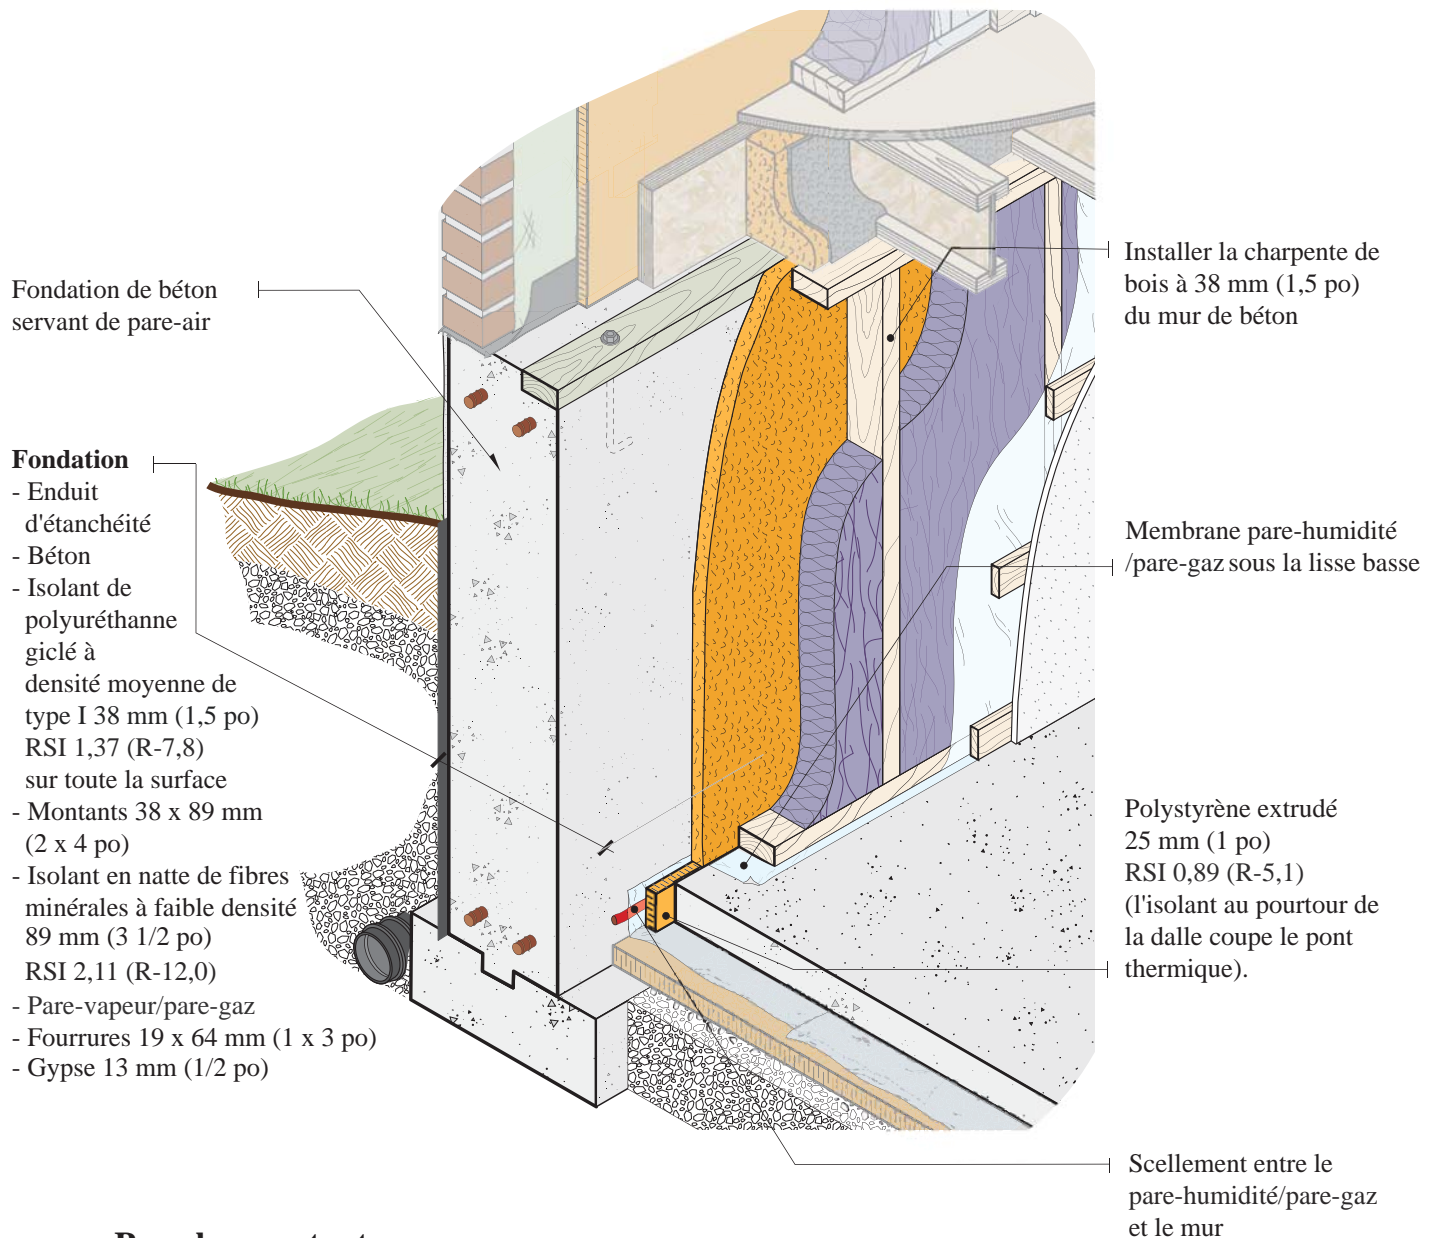 Fondation de béton
servant de pare-air
Fondation
- Enduit
d'étanchéité
- Béton
- Isolant de
polyuréthanne
giclé à
densité moyenne de
type I 38 mm (1,5 po)
RSI 1,37 (R-7,8)
sur toute la surface
- Montants 38 x 89 mm
(2 x 4 po)
- Isolant en natte de fibres
minérales à faible densité
89 mm (3 1/2 po)
RSI 2,11 (R-12,0)
- Pare-vapeur/pare-gaz
- Fourrures 19 x 64 mm (1 x 3 po)
- Gypse 13 mm (1/2 po)
Installer la charpente de
bois à 38 mm (1,5 po)
du mur de béton
Membrane pare-humidité
/pare-gaz sous la lisse basse
Polystyrène extrudé
25 mm (1 po)
RSI 0,89 (R-5,1)
(l'isolant au pourtour de
la dalle coupe le pont
thermique).
Scellement entre le
pare-humidité/pare-gaz
et le mur